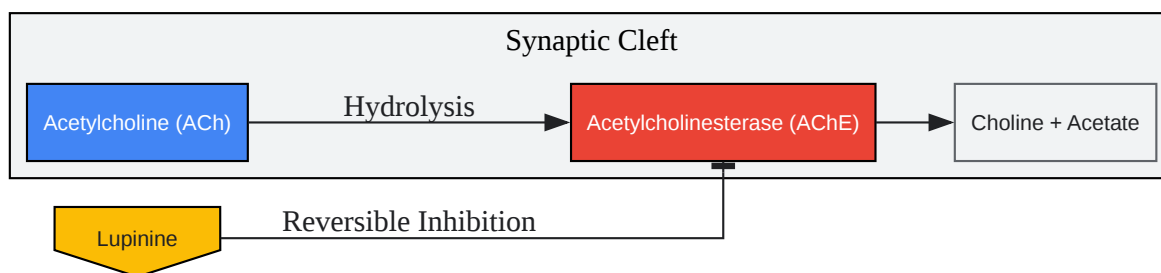 Synaptic Cleft
Hydrolysis
Acetylcholine (ACh)
Acetylcholinesterase (AChE)
Choline + Acetate
Reversible Inhibition
Lupinine